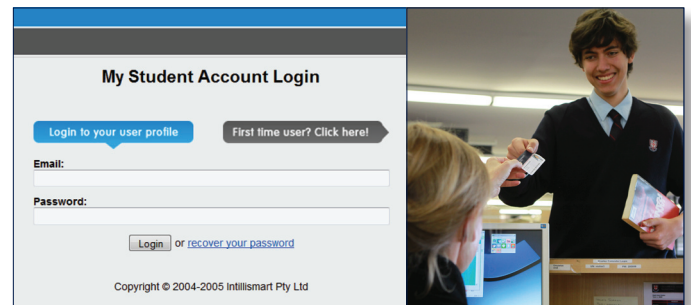 My Student Account Login
Login to your user profile
First time user? Click here!
Email:
Password:
Login or recover your password
Copyright © 2004-2005 Intillismart Pty Ltd